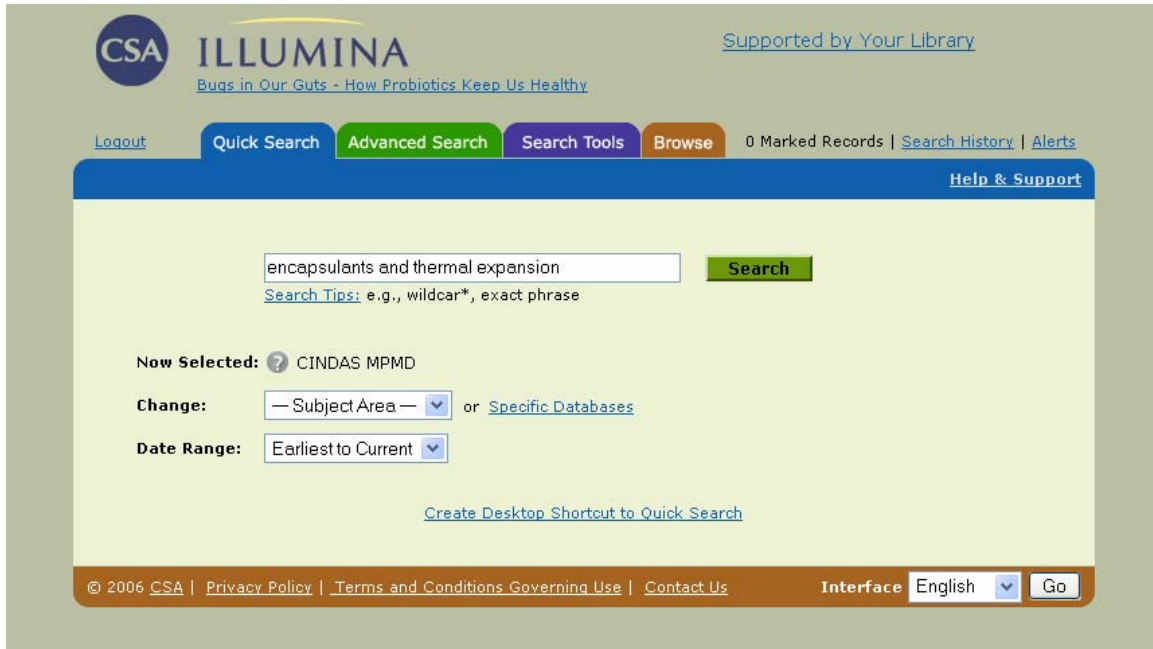 CSA ILLUMINA
Supported by Your Library
Bugs in Our Guts - How Probiotics Keep Us Healthy
Logout Quick Search Advanced Search Search Tools Browse 0 Marked Records | Search History | Alerts
Help & Support
encapsulants and thermal expansion Search
Search Tips: e.g., wildcar*, exact phrase
Now Selected: ? CINDAS MPMD
Change: — Subject Area — or Specific Databases
Date Range: Earliest to Current
Create Desktop Shortcut to Quick Search
© 2006 CSA | Privacy Policy | Terms and Conditions Governing Use | Contact Us Interface English Go